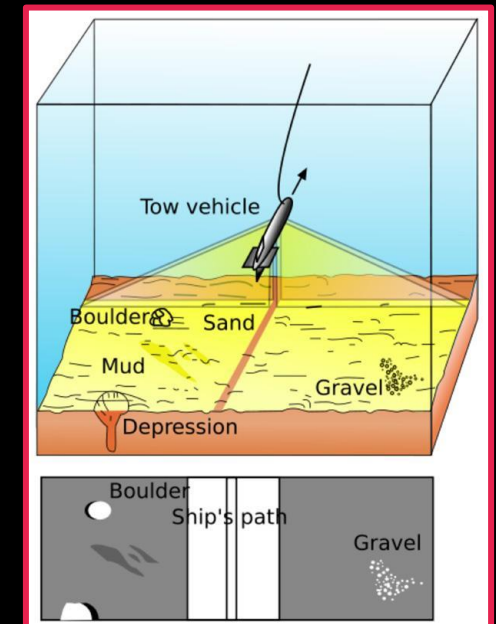 Tow vehicle
Boulder
Sand
Mud
Gravel
Depression
Boulder
Ship's path
Gravel